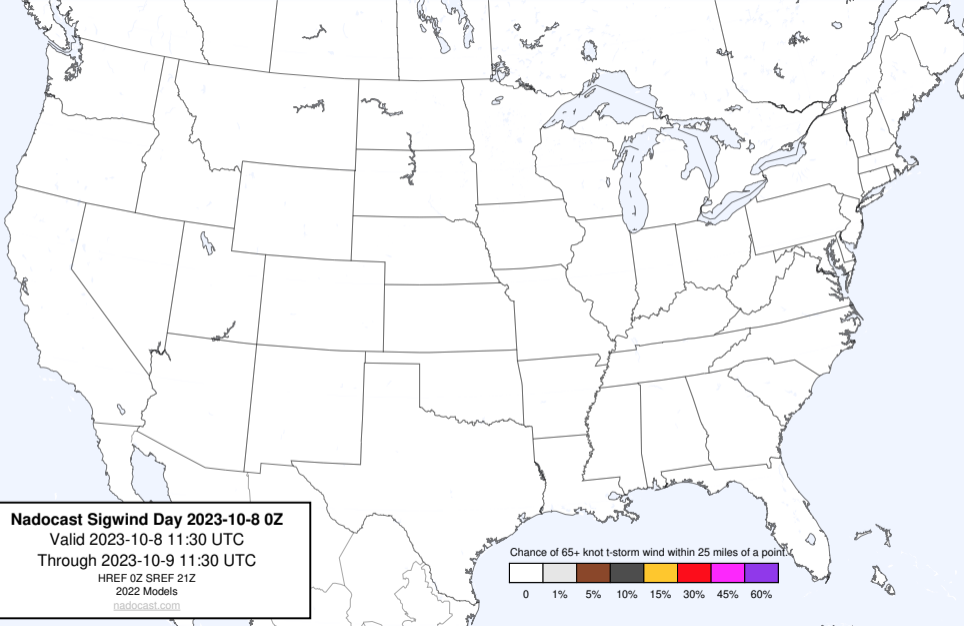 Nadocast Sigwind Day 2023-10-8 0Z
Valid 2023-10-8 11:30 UTC
Through 2023-10-9 11:30 UTC
HREF 0Z SREF 21Z
2022 Models
nadocast.com
Chance of 65+ knot t-storm wind within 25 miles of a point.
0 1% 5% 10% 15% 30% 45% 60%